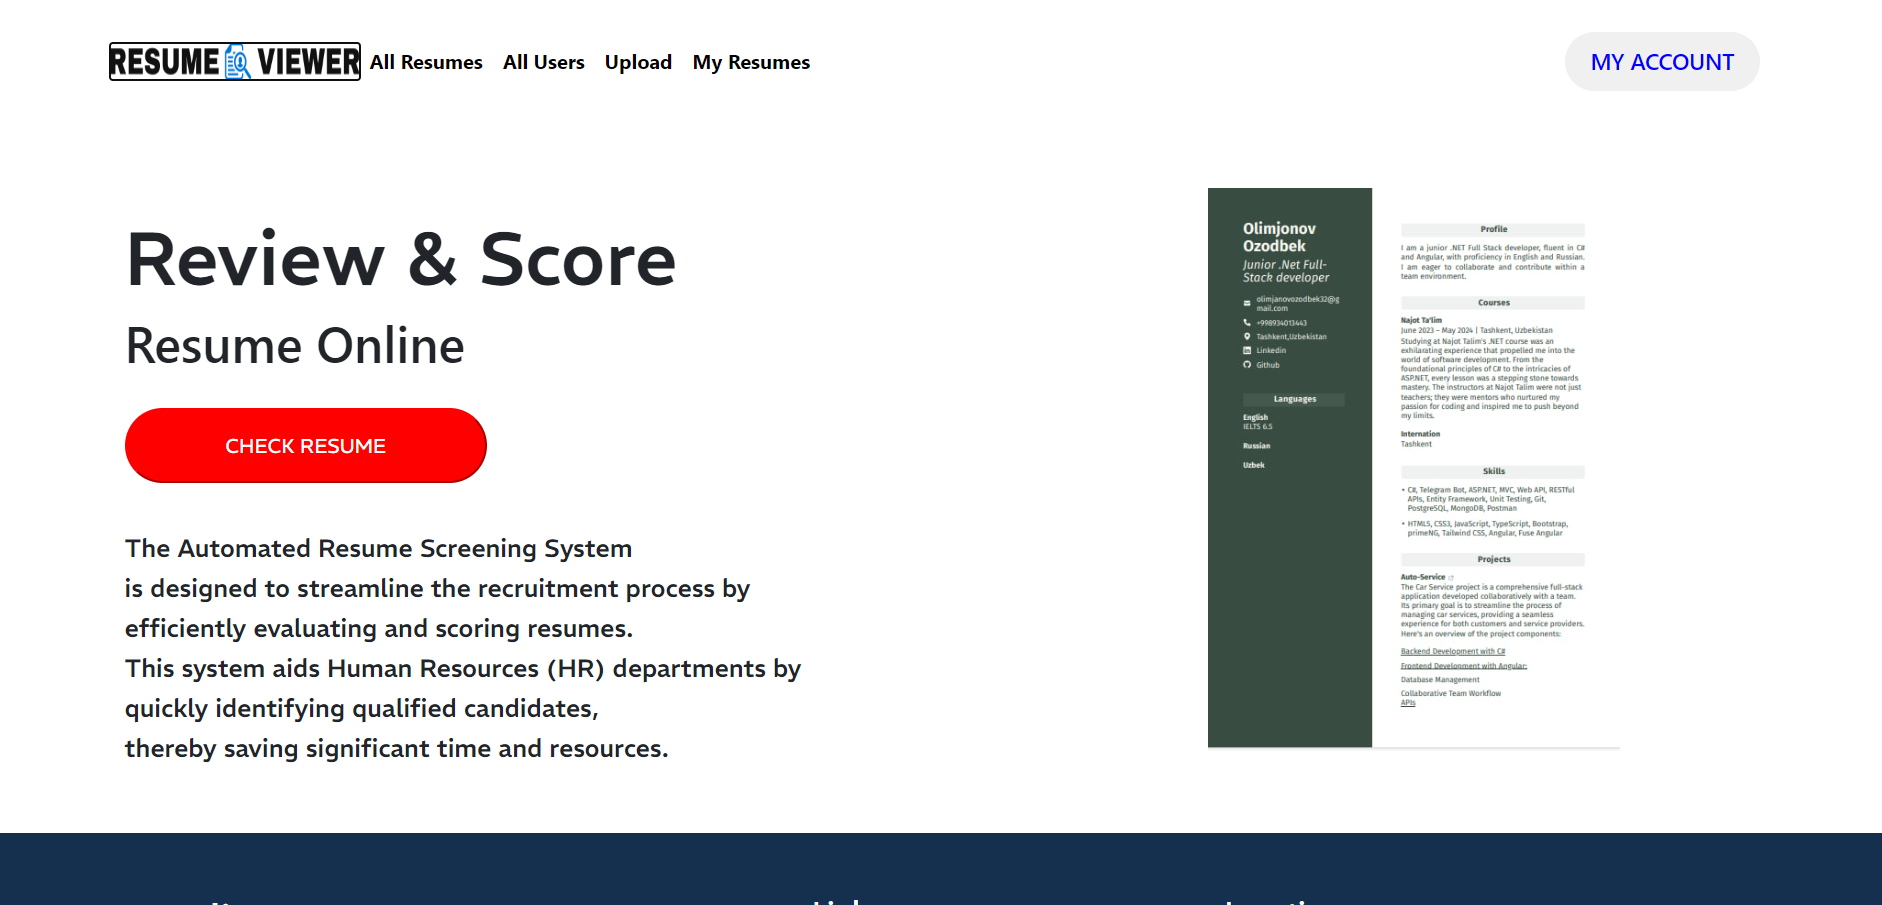 RESUME VIEWER
All Resumes
All Users
Upload
My Resumes
MY ACCOUNT
Review & Score
Resume Online
CHECK RESUME
The Automated Resume Screening System
is designed to streamline the recruitment process by
efficiently evaluating and scoring resumes.
This system aids Human Resources (HR) departments by
quickly identifying qualified candidates,
thereby saving significant time and resources.
Olimjonov
Ozodbek
Junior .Net Full-
Stack developer
olimjanovozodbek32@g
mail.com
+998934013443
Tashkent,Uzbekistan
Linkedin
Github
Languages
English
IELTS 6.5
Russian
Uzbek
Profile
I am a junior .NET Full Stack developer, fluent in C#
and Angular, with proficiency in English and Russian.
I am eager to collaborate and contribute within a
team environment.
Courses
Najot Ta'lim
June 2023 – May 2024 | Tashkent, Uzbekistan
Studying at Najot Talim's .NET course was an
exhilarating experience that propelled me into the
world of software development. From the
foundational principles of C# to the intricacies of
ASP.NET, every lesson was a stepping stone towards
mastery. The instructors at Najot Talim were not just
teachers; they were mentors who nurtured my
passion for coding and inspired me to push beyond
my limits.
Internation
Tashkent
Skills
• C#, Telegram Bot, ASP.NET, MVC, Web API, RESTful
APIs, Entity Framework, Unit Testing, Git,
PostgreSQL, MongoDB, Postman
• HTML5, CSS3, JavaScript, TypeScript, Bootstrap,
primeNG, Tailwind CSS, Angular, Fuse Angular
Projects
Auto-Service
The Car Service project is a comprehensive full-stack
application developed collaboratively with a team.
Its primary goal is to streamline the process of
managing car services, providing a seamless
experience for both customers and service providers.
Here's an overview of the project components:
Backend Development with C#
Frontend Development with Angular:
Database Management
Collaborative Team Workflow
APIs